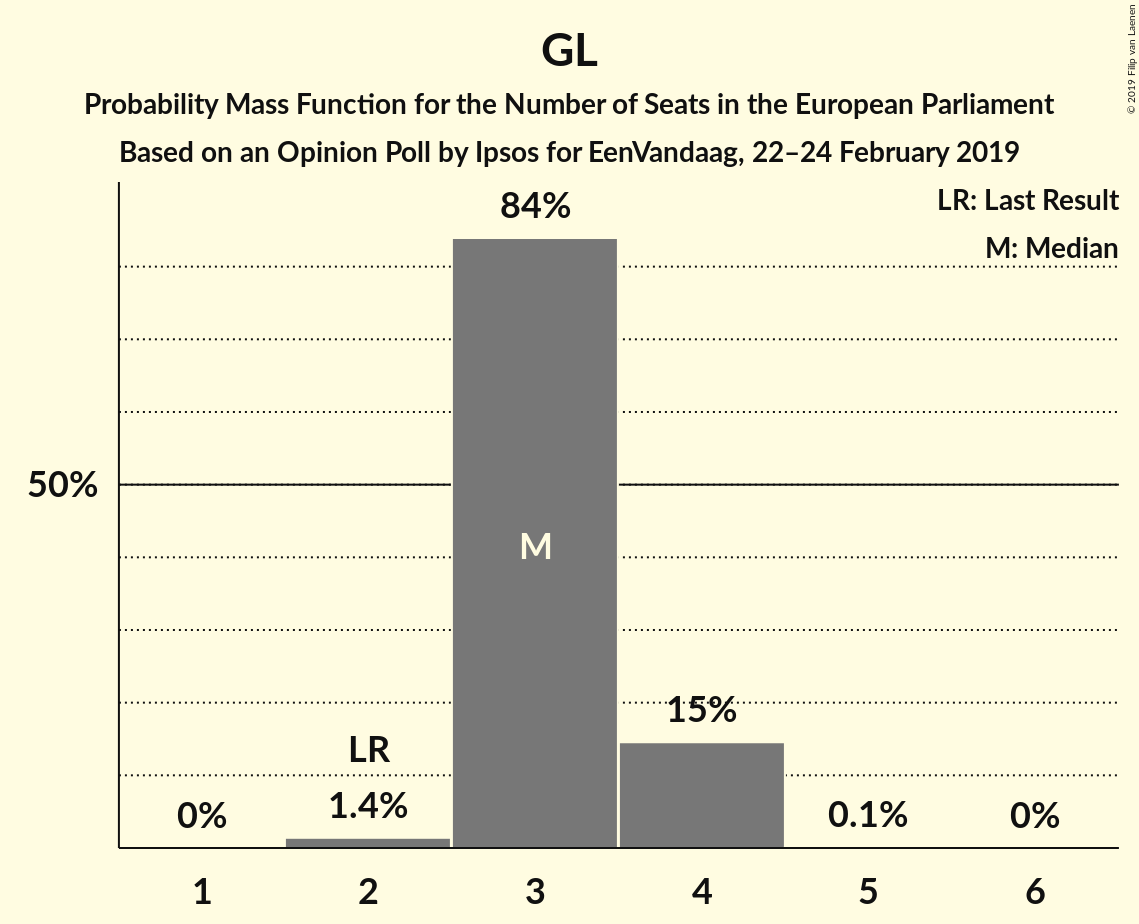 GL
Probability Mass Function for the Number of Seats in the European Parliament
Based on an Opinion Poll by Ipsos for EenVandaag, 22–24 February 2019
© 2019 Filip van Laenen
LR: Last Result
M: Median
84%
50%
M
15%
LR
0%
1.4%
0.1%
0%
1 2 3 4 5 6